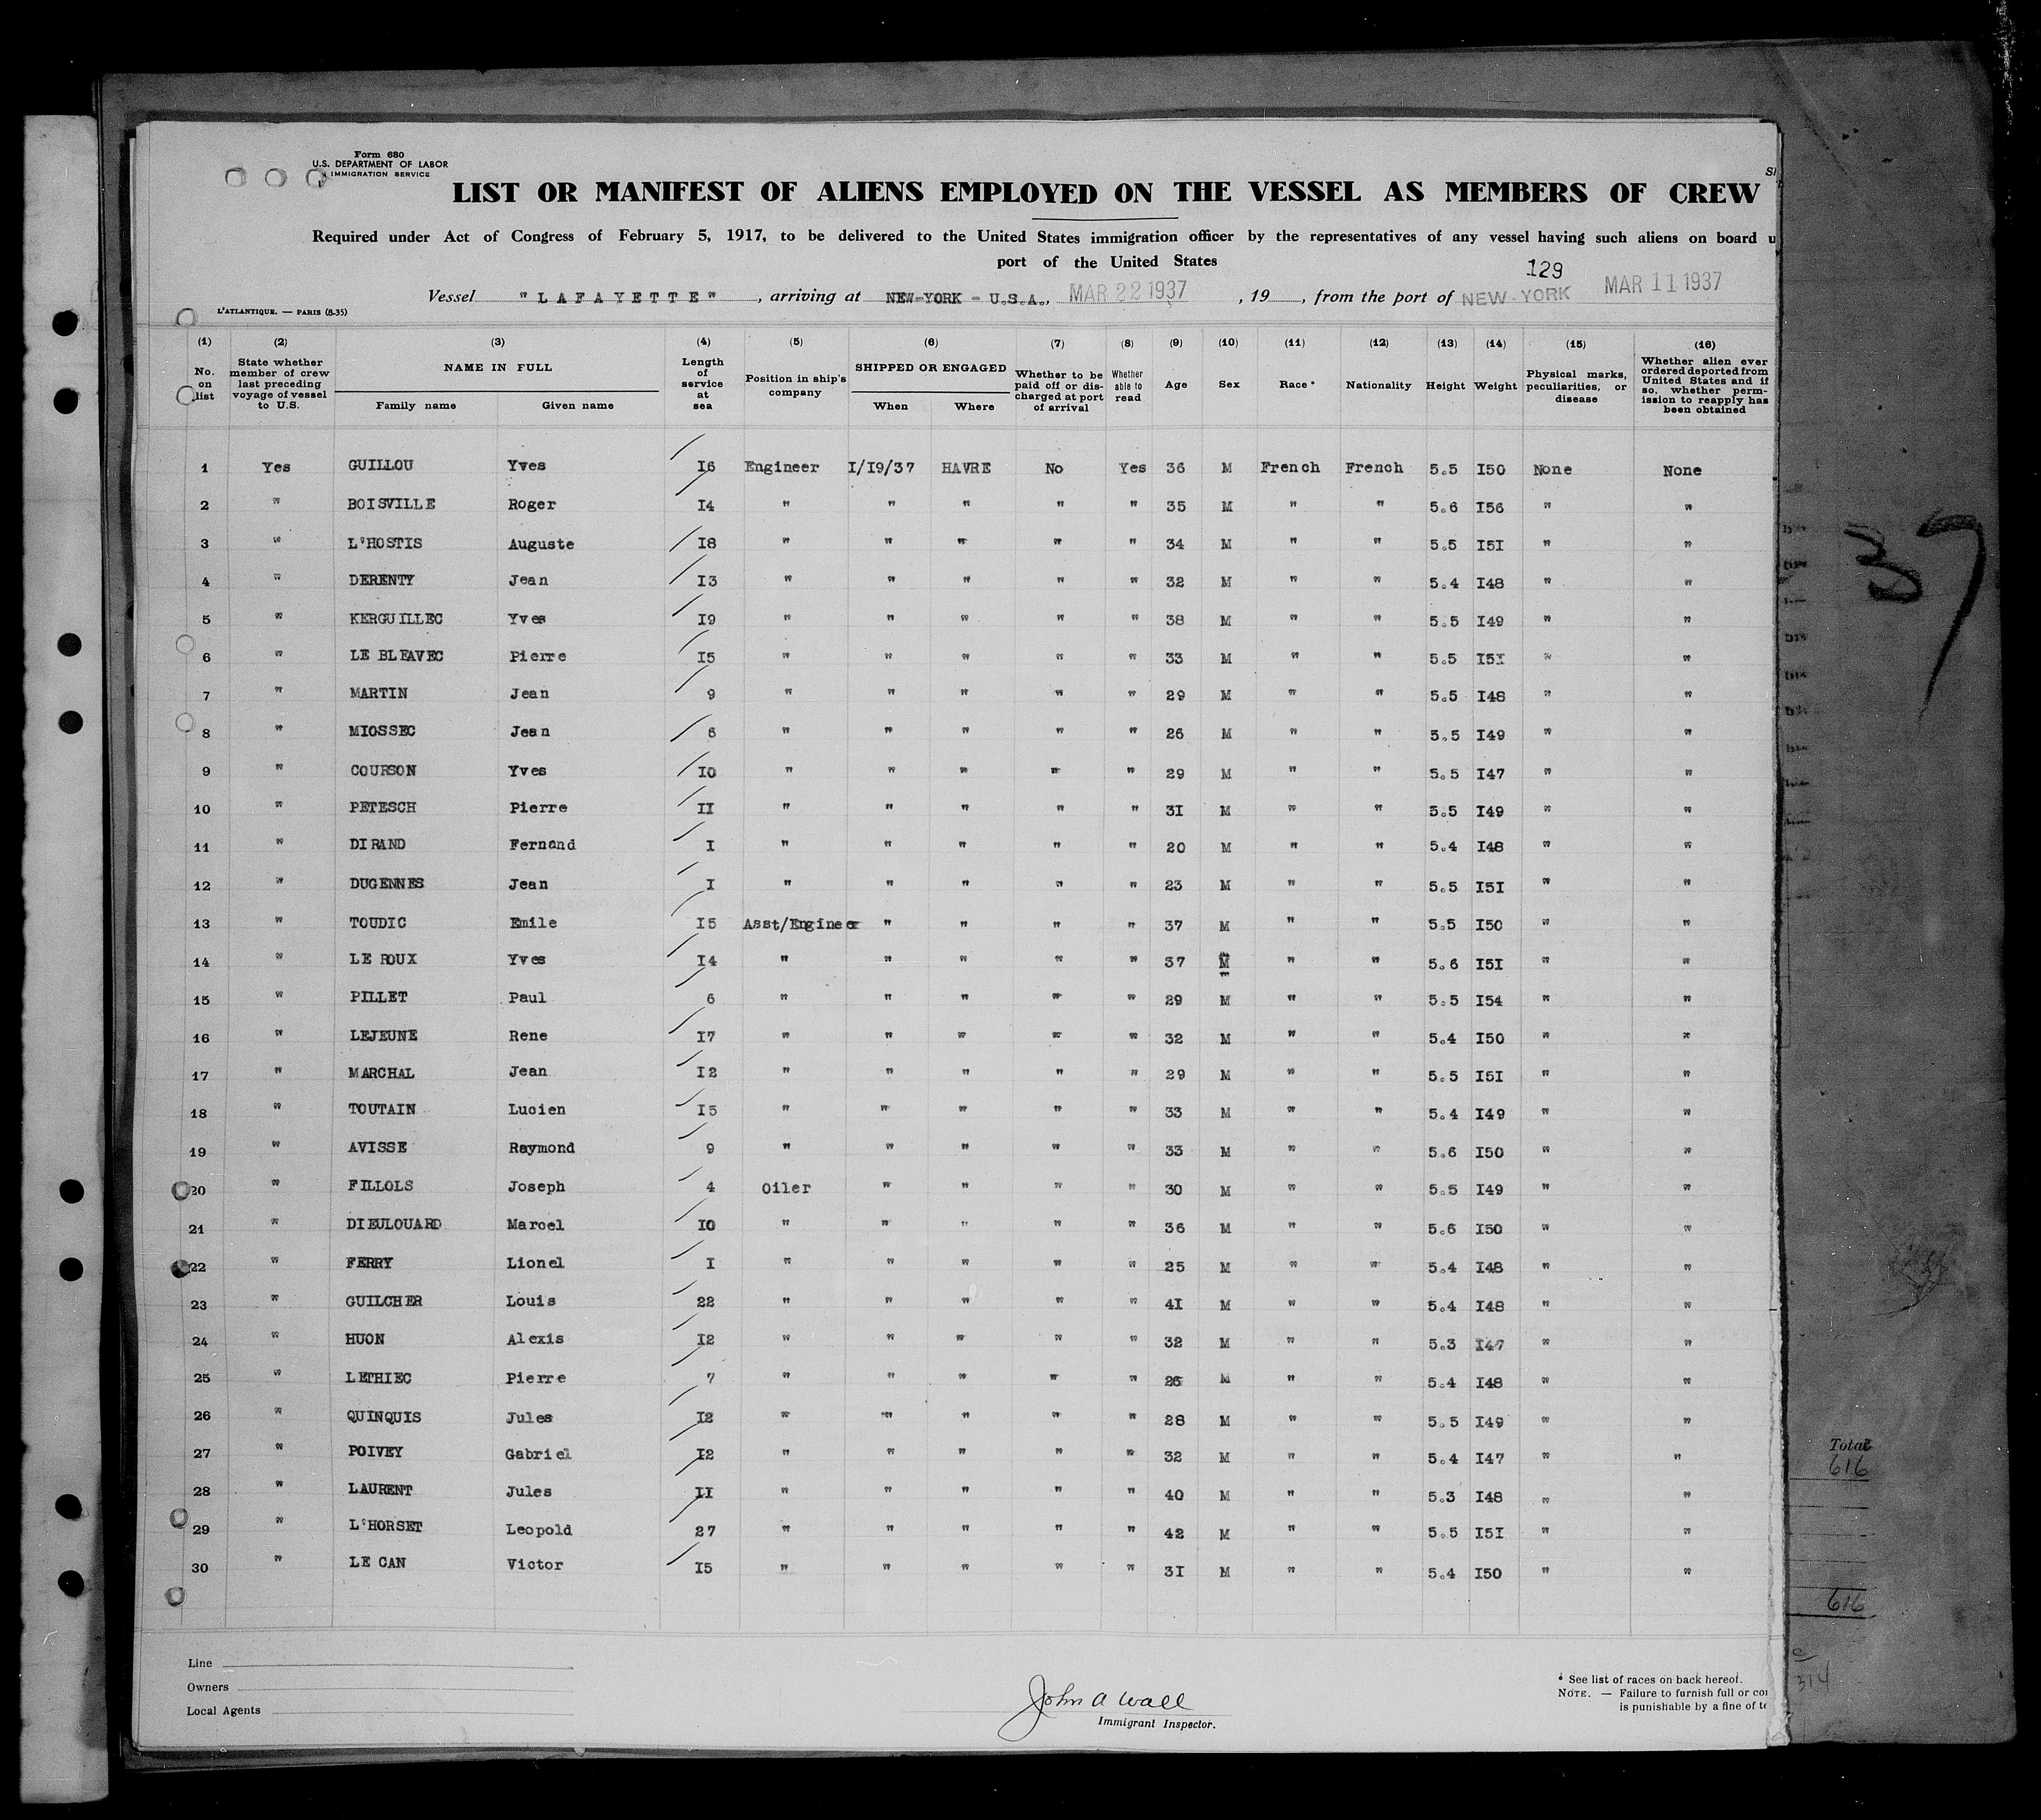 Form 680
U.S. DEPARTMENT OF LABOR
IMMIGRATION SERVICE
LIST OR MANIFEST OF ALIENS EMPLOYED ON THE VESSEL AS MEMBERS OF CREW
Required under Act of Congress of February 5, 1917, to be delivered to the United States immigration officer by the representatives of any vessel having such aliens on board
port of the United States
129
Vessel "LAFAYETTE", arriving at NEW-YORK - U.S.A., MAR 22 1937, 19 , from the port of NEW-YORK MAR 11 1937
L'ATLANTIQUE. — PARIS (8-35)
(1) (2) (3) (4) (5) (6) (7) (8) (9) (10) (11) (12) (13) (14) (15) (16)
No. on list State whether member of crew last preceding voyage of vessel to U.S. NAME IN FULL Family name Given name Length of service at sea Position in ship's company SHIPPED OR ENGAGED When Where Whether to be paid off or discharged at port of arrival Whether able to read Age Sex Race * Nationality Height Weight Physical marks, peculiarities, or disease Whether alien ever ordered deported from United States and if so, whether permission to reapply has been obtained
1 Yes GUILLOU Yves I6 Engineer I/I9/37 HAVRE No Yes 36 M French French 5.5 I50 None None
2 " BOISVILLE Roger I4 " " " " " 35 M " " 5.6 I56 " "
3 " L'HOSTIS Auguste I8 " " " " " 34 M " " 5.5 I5I " "
4 " DERENTY Jean I3 " " " " " 32 M " " 5.4 I48 " "
5 " KERGUILLEC Yves I9 " " " " " 38 M " " 5.5 I49 " "
6 " LE BLEAVEC Pierre I5 " " " " " 33 M " " 5.5 I5I " "
7 " MARTIN Jean 9 " " " " " 29 M " " 5.5 I48 " "
8 " MIOSSEC Jean 6 " " " " " 26 M " " 5.5 I49 " "
9 " COURSON Yves I0 " " " " " 29 M " " 5.5 I47 " "
10 " PETESCH Pierre II " " " " " 3I M " " 5.5 I49 " "
11 " DIRAND Fernand I " " " " " 20 M " " 5.4 I48 " "
12 " DUGENNES Jean I " " " " " 23 M " " 5.5 I5I " "
13 " TOUDIC Emile I5 Asst/Engineer " " " " 37 M " " 5.5 I50 " "
14 " LE ROUX Yves I4 " " " " " 37 M " " 5.6 I5I " "
15 " PILLET Paul 6 " " " " " 29 M " " 5.5 I54 " "
16 " LEJEUNE Rene I7 " " " " " 32 M " " 5.4 I50 " "
17 " MARCHAL Jean I2 " " " " " 29 M " " 5.5 I5I " "
18 " TOUTAIN Lucien I5 " " " " " 33 M " " 5.4 I49 " "
19 " AVISSE Raymond 9 " " " " " 33 M " " 5.6 I50 " "
20 " FILLOLS Joseph 4 Oiler " " " " 30 M " " 5.5 I49 " "
21 " DIEULOUARD Marcel I0 " " " " " 36 M " " 5.6 I50 " "
22 " FERRY Lionel I " " " " " 25 M " " 5.4 I48 " "
23 " GUILCHER Louis 22 " " " " " 4I M " " 5.4 I48 " "
24 " HUON Alexis I2 " " " " " 32 M " " 5.3 I47 " "
25 " LETHIEC Pierre 7 " " " " " 26 M " " 5.4 I48 " "
26 " QUINQUIS Jules I2 " " " " " 28 M " " 5.5 I49 " "
27 " POIVEY Gabriel I2 " " " " " 32 M " " 5.4 I47 " "
28 " LAURENT Jules II " " " " " 40 M " " 5.3 I48 " "
29 " L'HORSET Leopold 27 " " " " " 42 M " " 5.5 I5I " "
30 " LE CAN Victor I5 " " " " " 3I M " " 5.4 I50 " "
Line
Owners
Local Agents
John A Wall
Immigrant Inspector.
* See list of races on back hereof.
NOTE. — Failure to furnish full or
is punishable by a fine of
37
Total
616
616
314